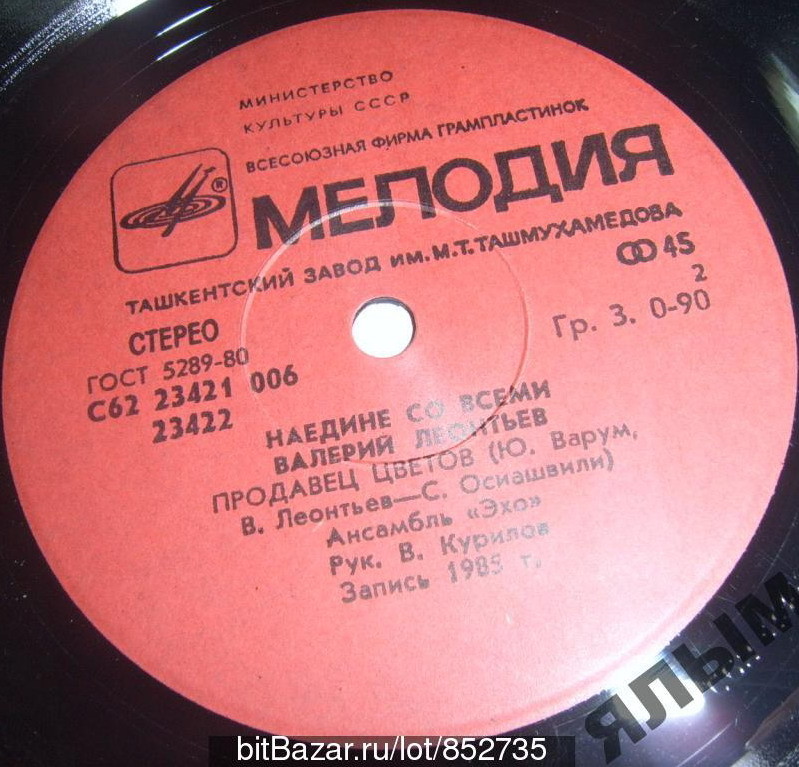 МИНИСТЕРСТВО
КУЛЬТУРЫ СССР
ВСЕСОЮЗНАЯ ФИРМА ГРАМПЛАСТИНОК
®
МЕЛОДИЯ
ТАШКЕНТСКИЙ ЗАВОД ИМ. М.Т. ТАШМУХАМЕДОВА
СТЕРЕО
45
2
ГОСТ 5289-80
Гр. 3. 0-90
С62 23421 006
23422
НАЕДИНЕ СО ВСЕМИ
ВАЛЕРИЙ ЛЕОНТЬЕВ
ПРОДАВЕЦ ЦВЕТОВ (Ю. Варум,
В. Леонтьев—С. Осиашвили)
Ансамбль «Эхо»
Рук. В. Курилов
Запись 1985 г.
ЯЛЫМ
bitBazar.ru/lot/852735